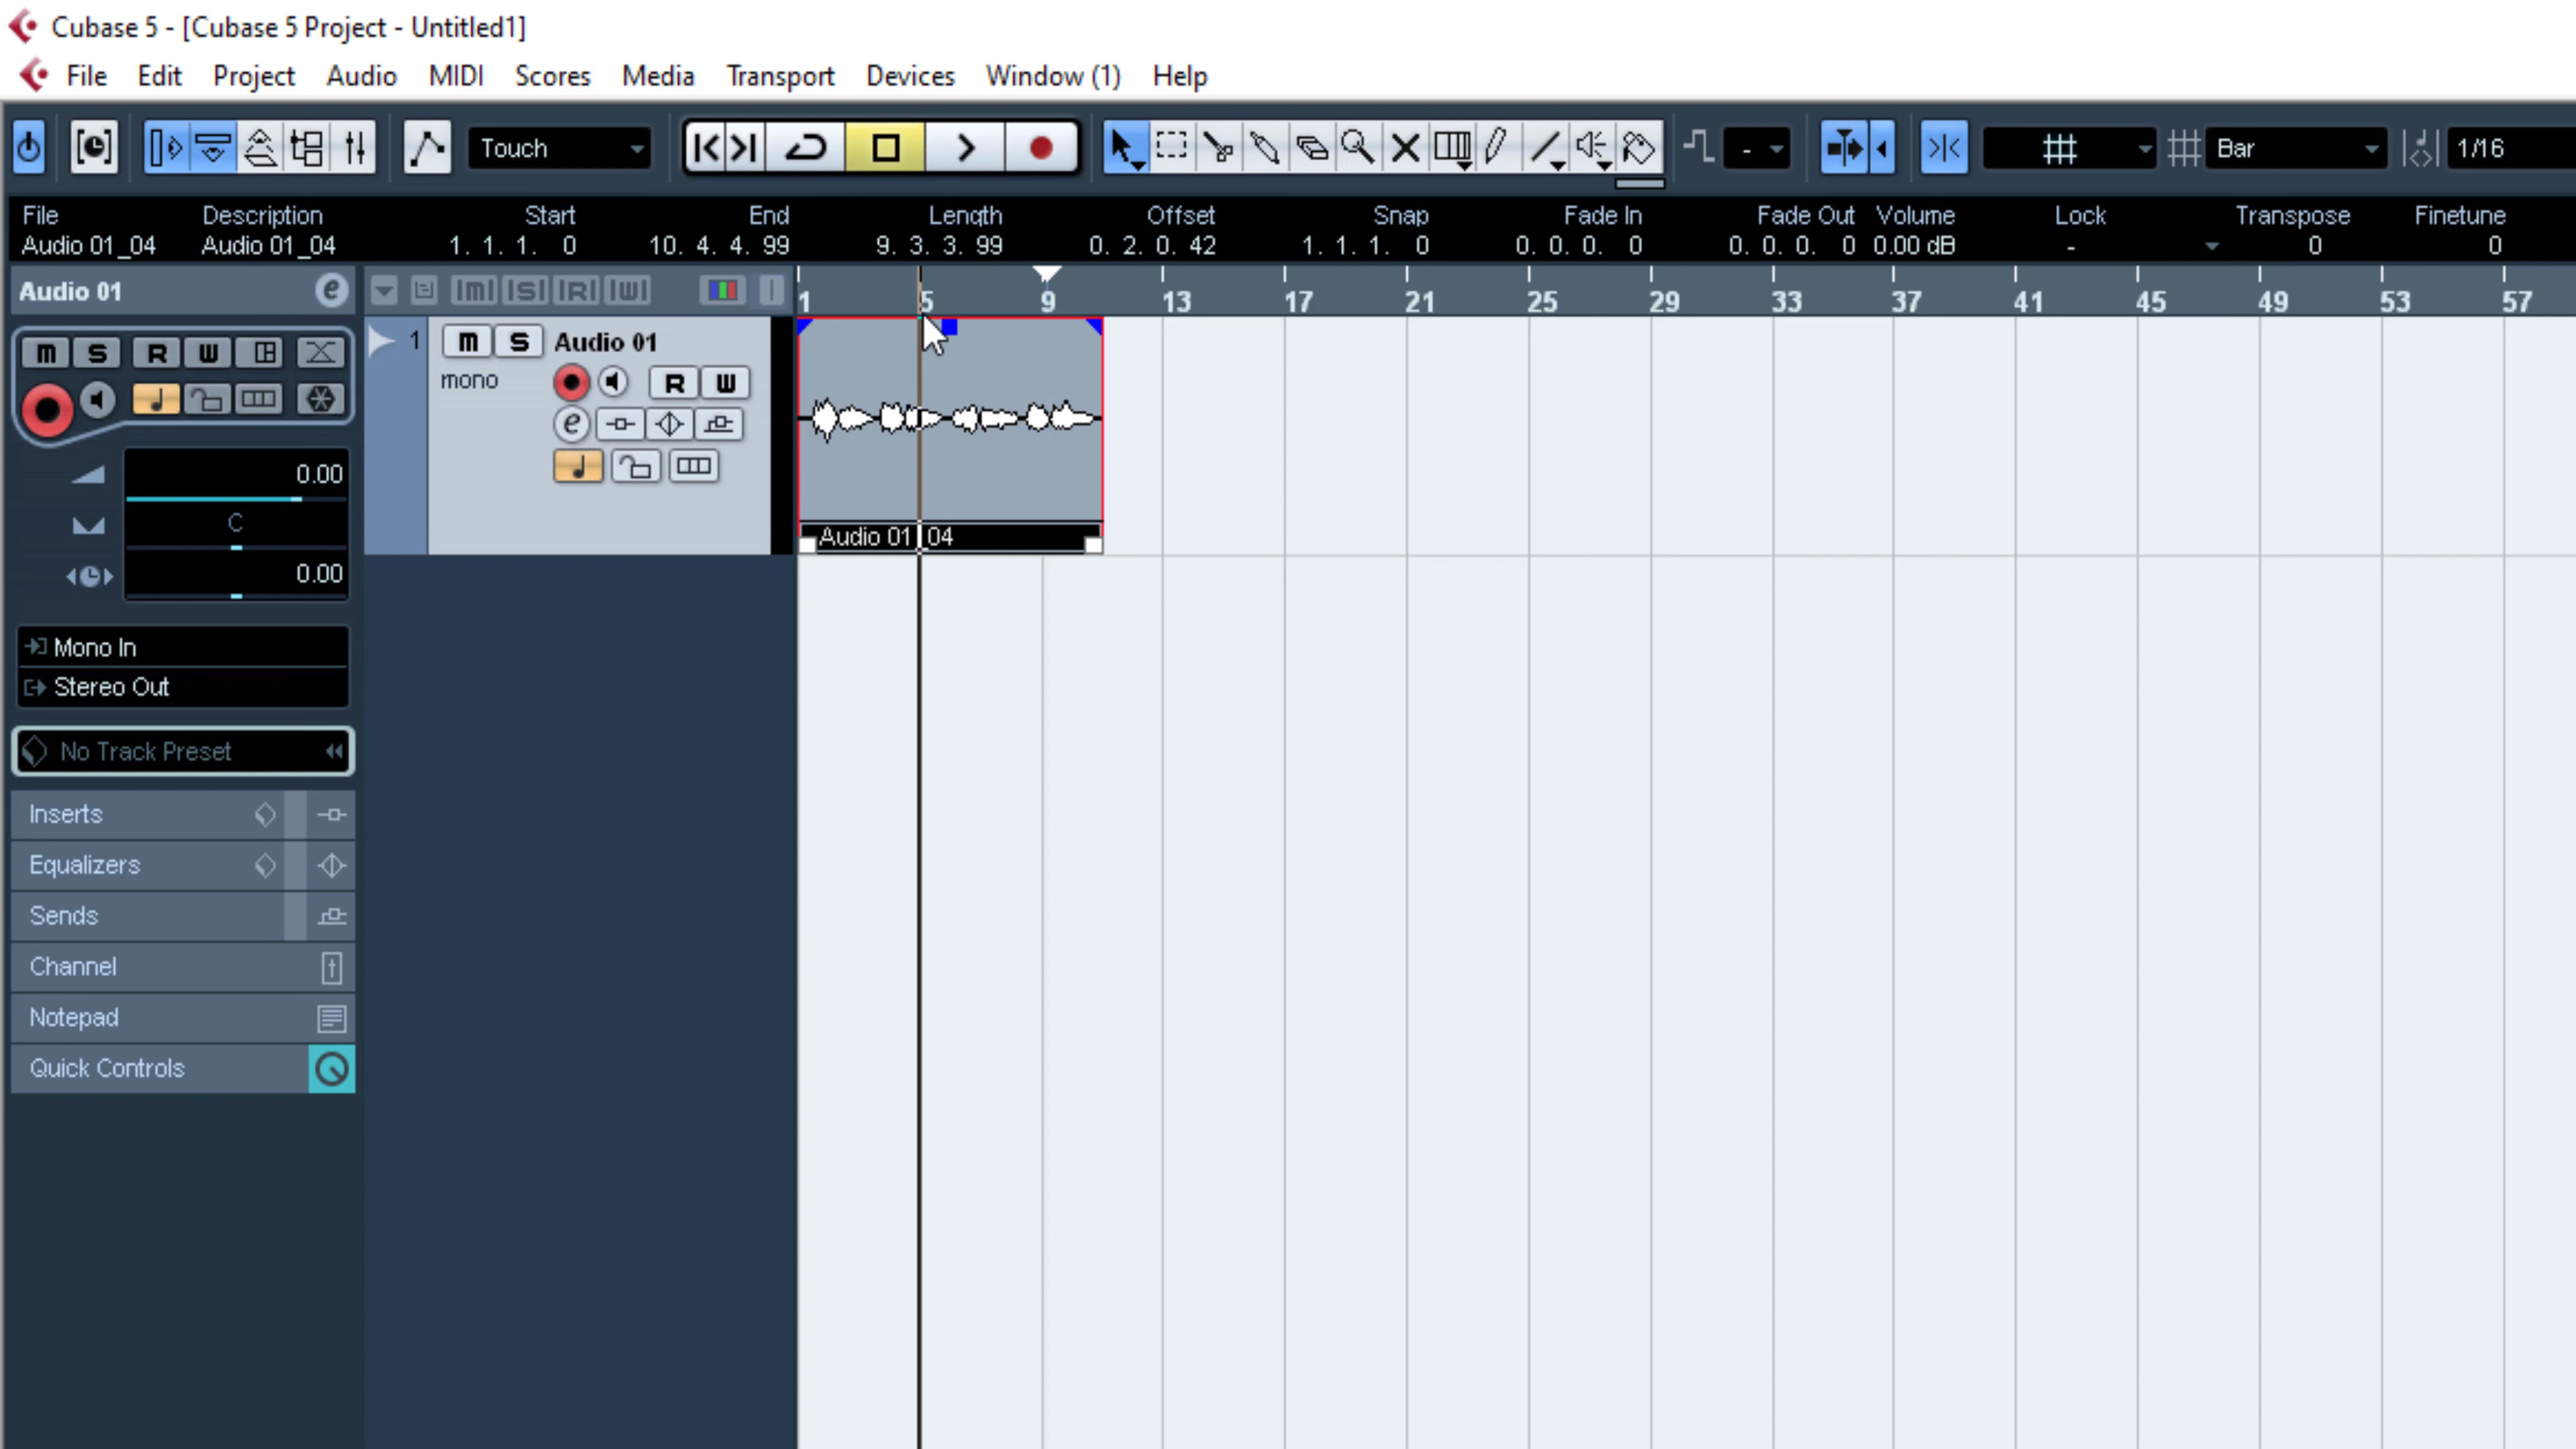 Cubase 5 - [Cubase 5 Project - Untitled1]
File Edit Project Audio MIDI Scores Media Transport Devices Window (1) Help
Touch - Bar 1/16
File Description Start End Length Offset Snap Fade In Fade Out Volume Lock Transpose Finetune
Audio 01_04 Audio 01_04 1. 1. 1. 0 10. 4. 4. 99 9. 3. 3. 99 0. 2. 0. 42 1. 1. 1. 0 0. 0. 0. 0 0. 0. 0. 0 0.00 dB - 0 0
Audio 01 e M S R W 1 5 9 13 17 21 25 29 33 37 41 45 49 53 57
M S R W 1 M S Audio 01
mono R W
e
0.00
C
Audio 01_04
0.00
Mono In
Stereo Out
No Track Preset
Inserts
Equalizers
Sends
Channel
Notepad
Quick Controls